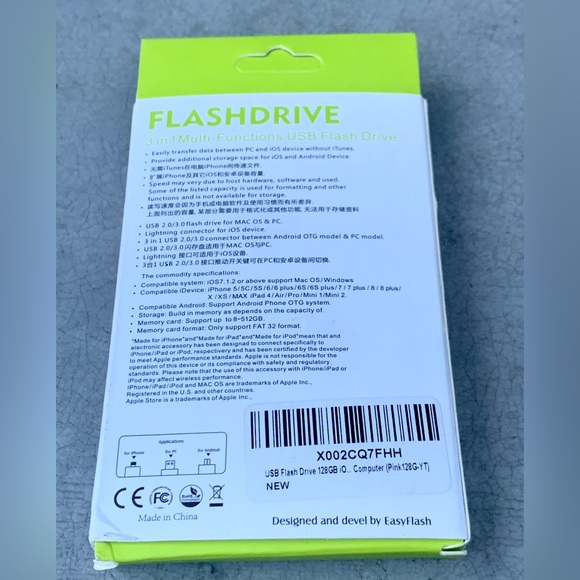 FLASHDRIVE
3 in 1 Multi-Functions USB Flash Drive
• Easily transfer data between PC and iOS device without iTunes.
• Provide additional storage space for iOS and Android Device.
• 无需iTunes在电脑iPhone间传速文件.
• 扩展iPhone及其它iOS和安卓设备容量.
• Speed may very due to host hardware, software and used.
Some of the listed capacity is used for formatting and other
functions and is not available for storage.
• 读写速度会因为手机或电脑软件及使用习惯而有所差异.
上面列出的容量, 某部分需要用于格式化或其他功能, 无法用于存储资料
• USB 2.0/3.0 flash drive for MAC OS & PC.
• Lightning connector for iOS device.
• 3 in 1 USB 2.0/3.0 connector between Android OTG model & PC model.
• USB 2.0/3.0闪存盘适用于MAC OS与PC.
• Lightning 接口可适用于iOS设备.
• 3合1 USB 2.0/3.0 接口推动开关键可在PC和安卓设备间切换.
The commodity specifications:
• Compatible system: iOS7.1.2 or above support Mac OS/Windows
• Compatible iDevice: iPhone 5/5C/5S/6/6 plus/6S/6S plus/7/7 plus/8/8 plus/
X/XS/MAX iPad 4/Air/Pro/Mini 1/Mini 2.
• Compatible Android: Support Android Phone OTG system.
• Storage: Build in memory as depends on the capacity of.
• Memory card: Support up to 8-512GB.
• Memory card format: Only support FAT 32 format.
"Made for iPhone"and"Made for iPad"and"Made for iPod"mean that and
electronic accessory has been designed to connect specifically to
iPhone/iPad or iPod, respectivery and has been certified by the developer
to meet Apple performance standards. Apple is not responsible for the
operation of this device or its compliance with safety and regulatory
standards. Please note that the use of this accessory with iPhone/iPad or
iPod may affect wireless performance.
iPhone/iPad/iPod and MAC OS are trademarks of Apple Inc.,
Registered in the U.S. and other countries.
Apple Store is a trademark of Apple Inc.,
Applications
for iPhone for PC for Android
X002CQ7FHH
USB Flash Drive 128GB iO... Computer (Pink128G-YT)
NEW
CE FC RoHS
Made in China
Designed and devel by EasyFlash